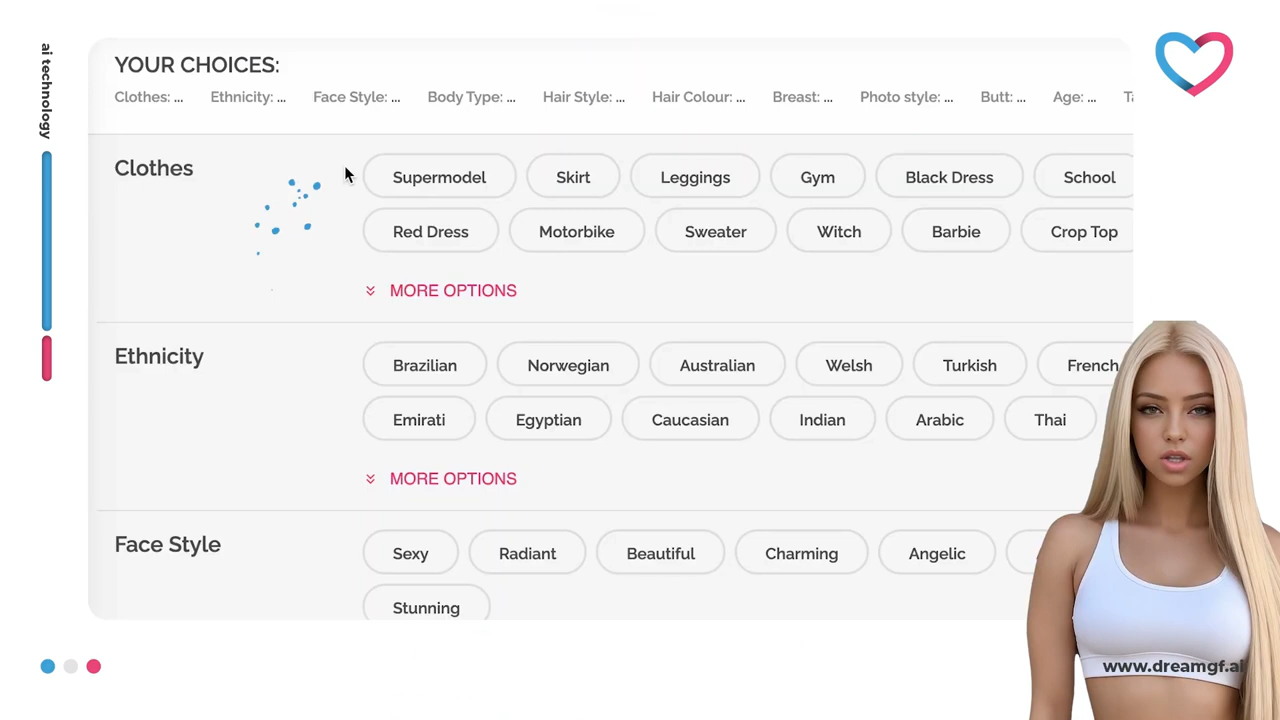 ai technology
YOUR CHOICES:
Clothes: ... Ethnicity: ... Face Style: ... Body Type: ... Hair Style: ... Hair Colour: ... Breast: ... Photo style: ... Butt: ... Age: ...
Clothes
Supermodel Skirt Leggings Gym Black Dress School
Red Dress Motorbike Sweater Witch Barbie Crop Top
MORE OPTIONS
Ethnicity
Brazilian Norwegian Australian Welsh Turkish French
Emirati Egyptian Caucasian Indian Arabic Thai
MORE OPTIONS
Face Style
Sexy Radiant Beautiful Charming Angelic
Stunning
www.dreamgf.ai